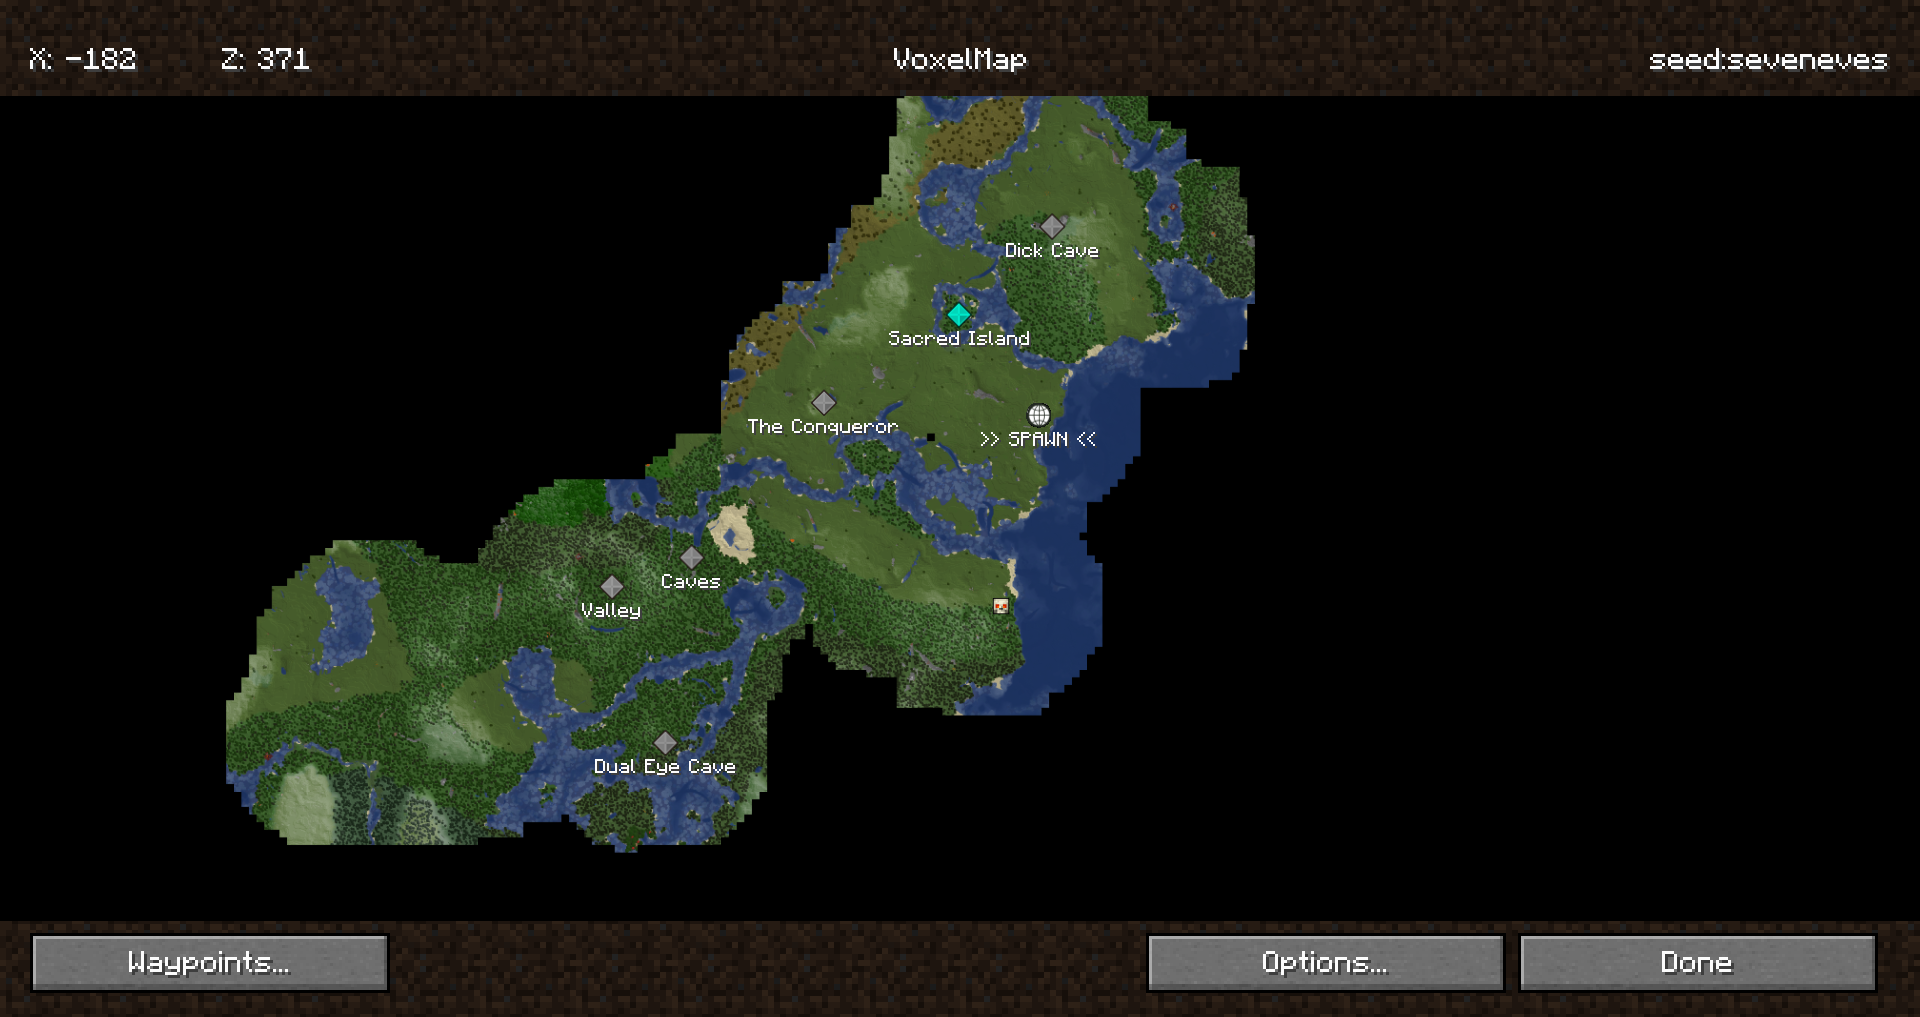 X: -182 Z: 371 VoxelMap seed:seveneves
Dick Cave
Sacred Island
The Conqueror
>> SPAWN <<
Caves
Valley
Dual Eye Cave
Waypoints... Options... Done